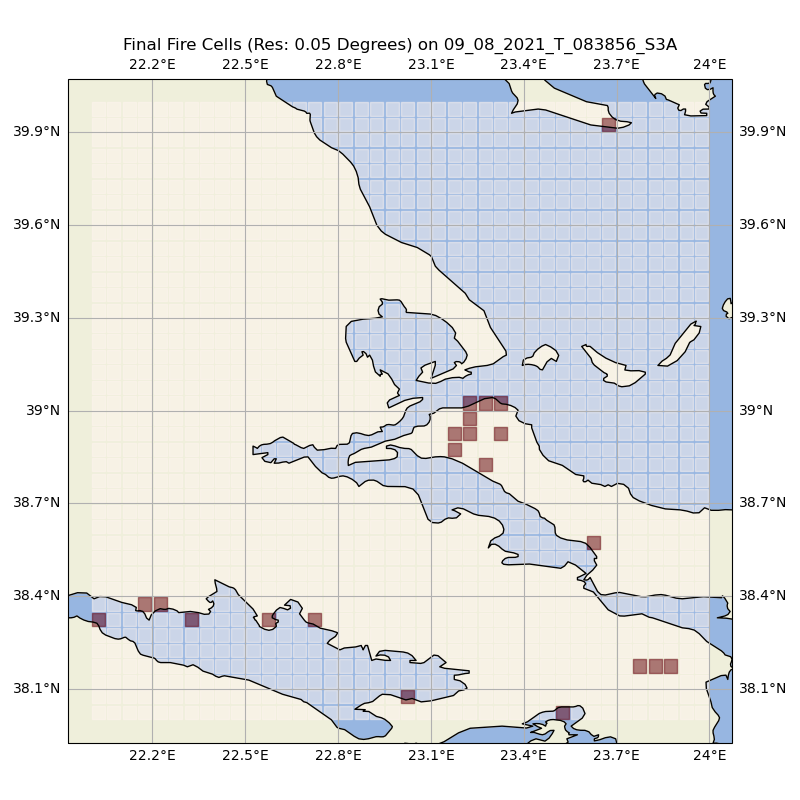 Final Fire Cells (Res: 0.05 Degrees) on 09_08_2021_T_083856_S3A
22.2°E 22.5°E 22.8°E 23.1°E 23.4°E 23.7°E 24°E
39.9°N 39.9°N
39.6°N 39.6°N
39.3°N 39.3°N
39°N 39°N
38.7°N 38.7°N
38.4°N 38.4°N
38.1°N 38.1°N
22.2°E 22.5°E 22.8°E 23.1°E 23.4°E 23.7°E 24°E